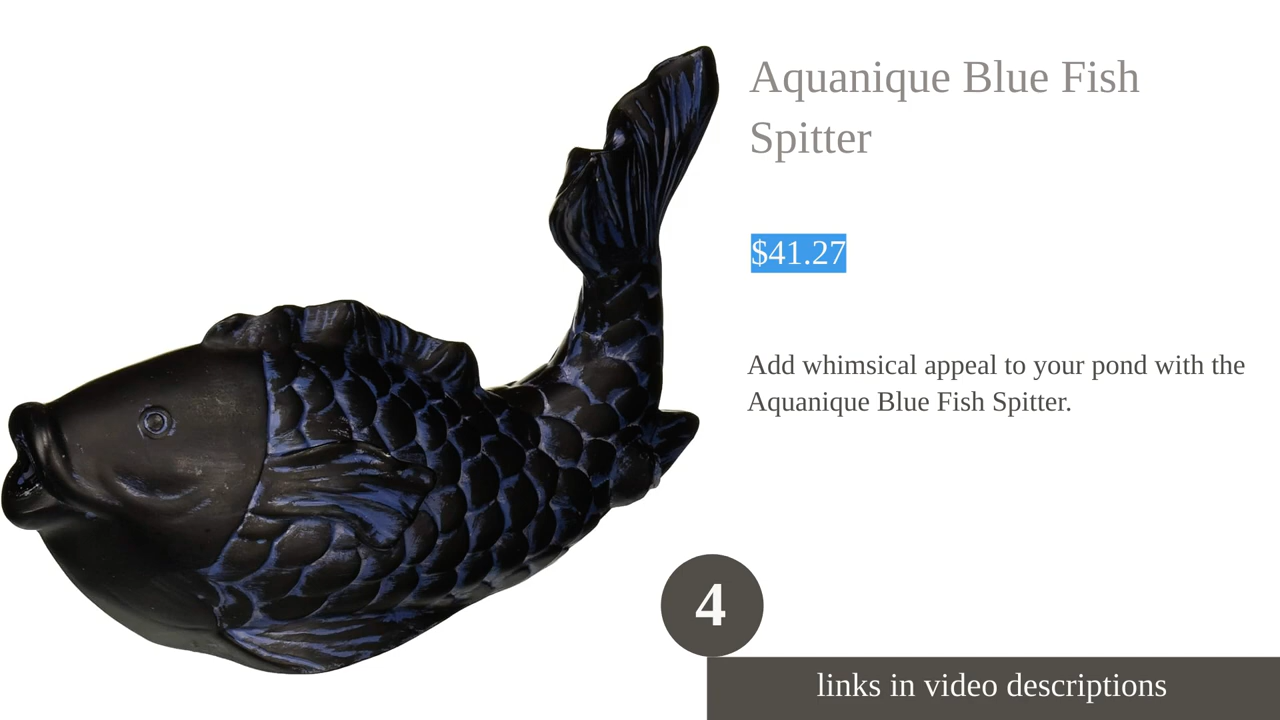 Aquanique Blue Fish
Spitter
$41.27
Add whimsical appeal to your pond with the
Aquanique Blue Fish Spitter.
4
links in video descriptions